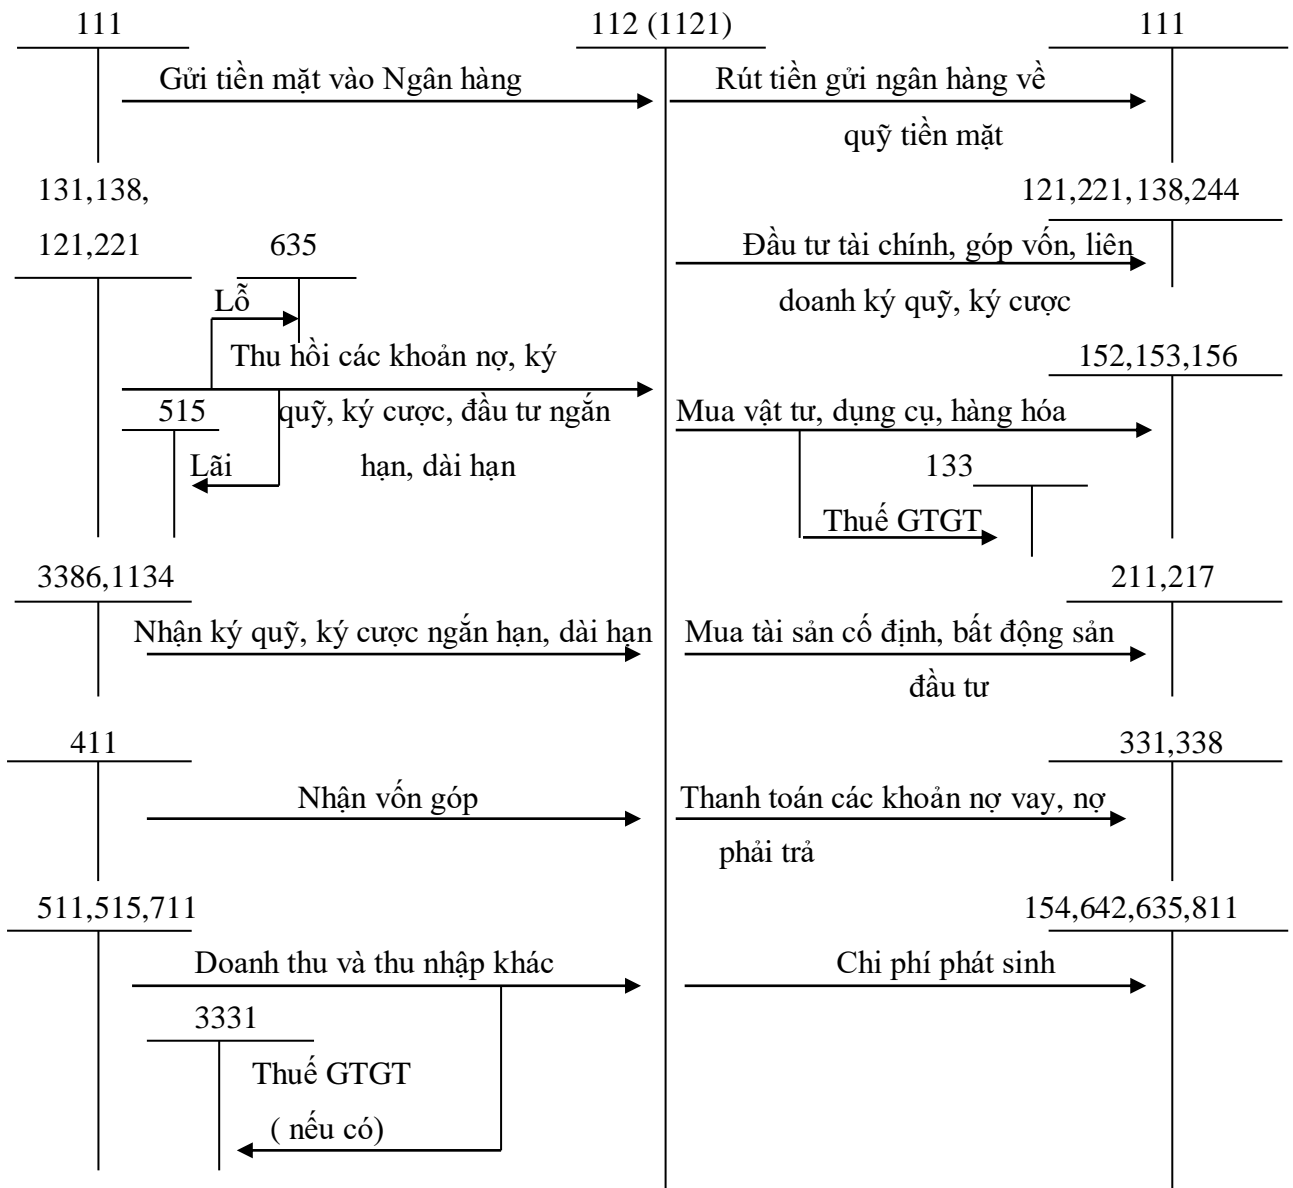 111
112 (1121)
111
Gửi tiền mặt vào Ngân hàng
Rút tiền gửi ngân hàng về
quỹ tiền mặt
131,138,
121,221,138,244
121,221
635
Đầu tư tài chính, góp vốn, liên
Lỗ
doanh ký quỹ, ký cược
Thu hồi các khoản nợ, ký
152,153,156
515
quỹ, ký cược, đầu tư ngắn
Mua vật tư, dụng cụ, hàng hóa
Lãi
hạn, dài hạn
133
Thuế GTGT
3386,1134
211,217
Nhận ký quỹ, ký cược ngắn hạn, dài hạn
Mua tài sản cố định, bất động sản
đầu tư
411
331,338
Nhận vốn góp
Thanh toán các khoản nợ vay, nợ
phải trả
511,515,711
154,642,635,811
Doanh thu và thu nhập khác
Chi phí phát sinh
3331
Thuế GTGT
( nếu có)